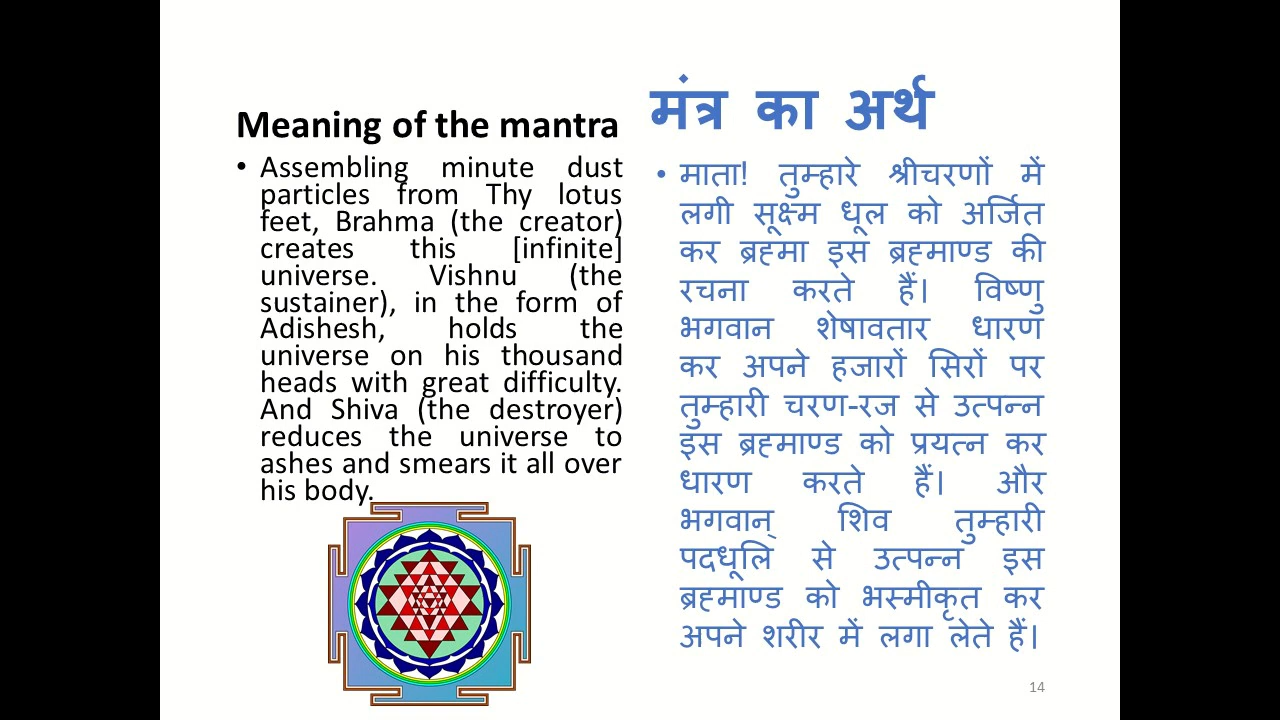 Meaning of the mantra
• Assembling minute dust
particles from Thy lotus
feet, Brahma (the creator)
creates this [infinite]
universe. Vishnu (the
sustainer), in the form of
Adishesh, holds the
universe on his thousand
heads with great difficulty.
And Shiva (the destroyer)
reduces the universe to
ashes and smears it all over
his body.
मंत्र का अर्थ
• माता! तुम्हारे श्रीचरणों में
लगी सूक्ष्म धूल को अर्जित
कर ब्रह्मा इस ब्रह्माण्ड की
रचना करते हैं। विष्णु
भगवान शेषावतार धारण
कर अपने हजारों सिरों पर
तुम्हारी चरण-रज से उत्पन्न
इस ब्रह्माण्ड को प्रयत्न कर
धारण करते हैं। और
भगवान् शिव तुम्हारी
पदधूलि से उत्पन्न इस
ब्रह्माण्ड को भस्मीकृत कर
अपने शरीर में लगा लेते हैं।
14